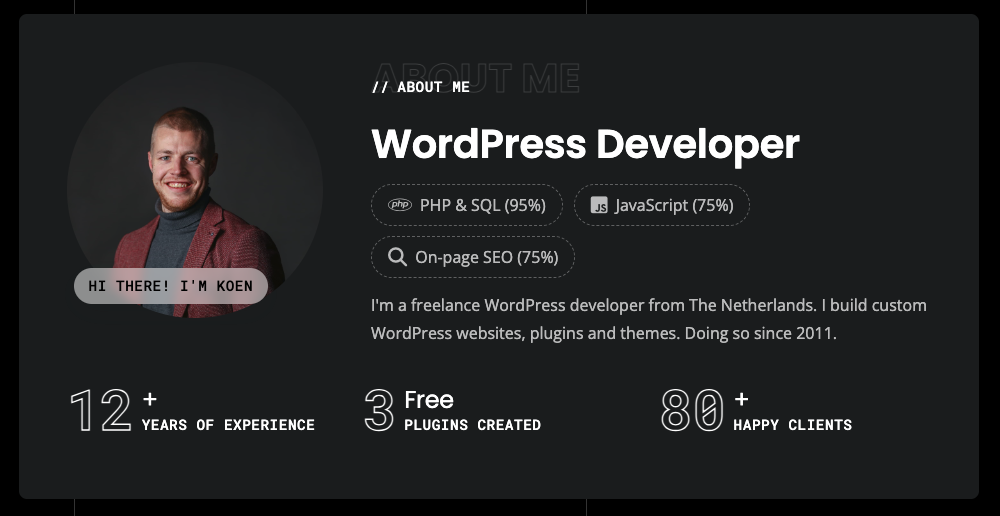 ABOUT ME
// ABOUT ME
WordPress Developer
php PHP & SQL (95%)
JS JavaScript (75%)
On-page SEO (75%)
I'm a freelance WordPress developer from The Netherlands. I build custom
WordPress websites, plugins and themes. Doing so since 2011.
HI THERE! I'M KOEN
12 +
YEARS OF EXPERIENCE
3 Free
PLUGINS CREATED
80 +
HAPPY CLIENTS